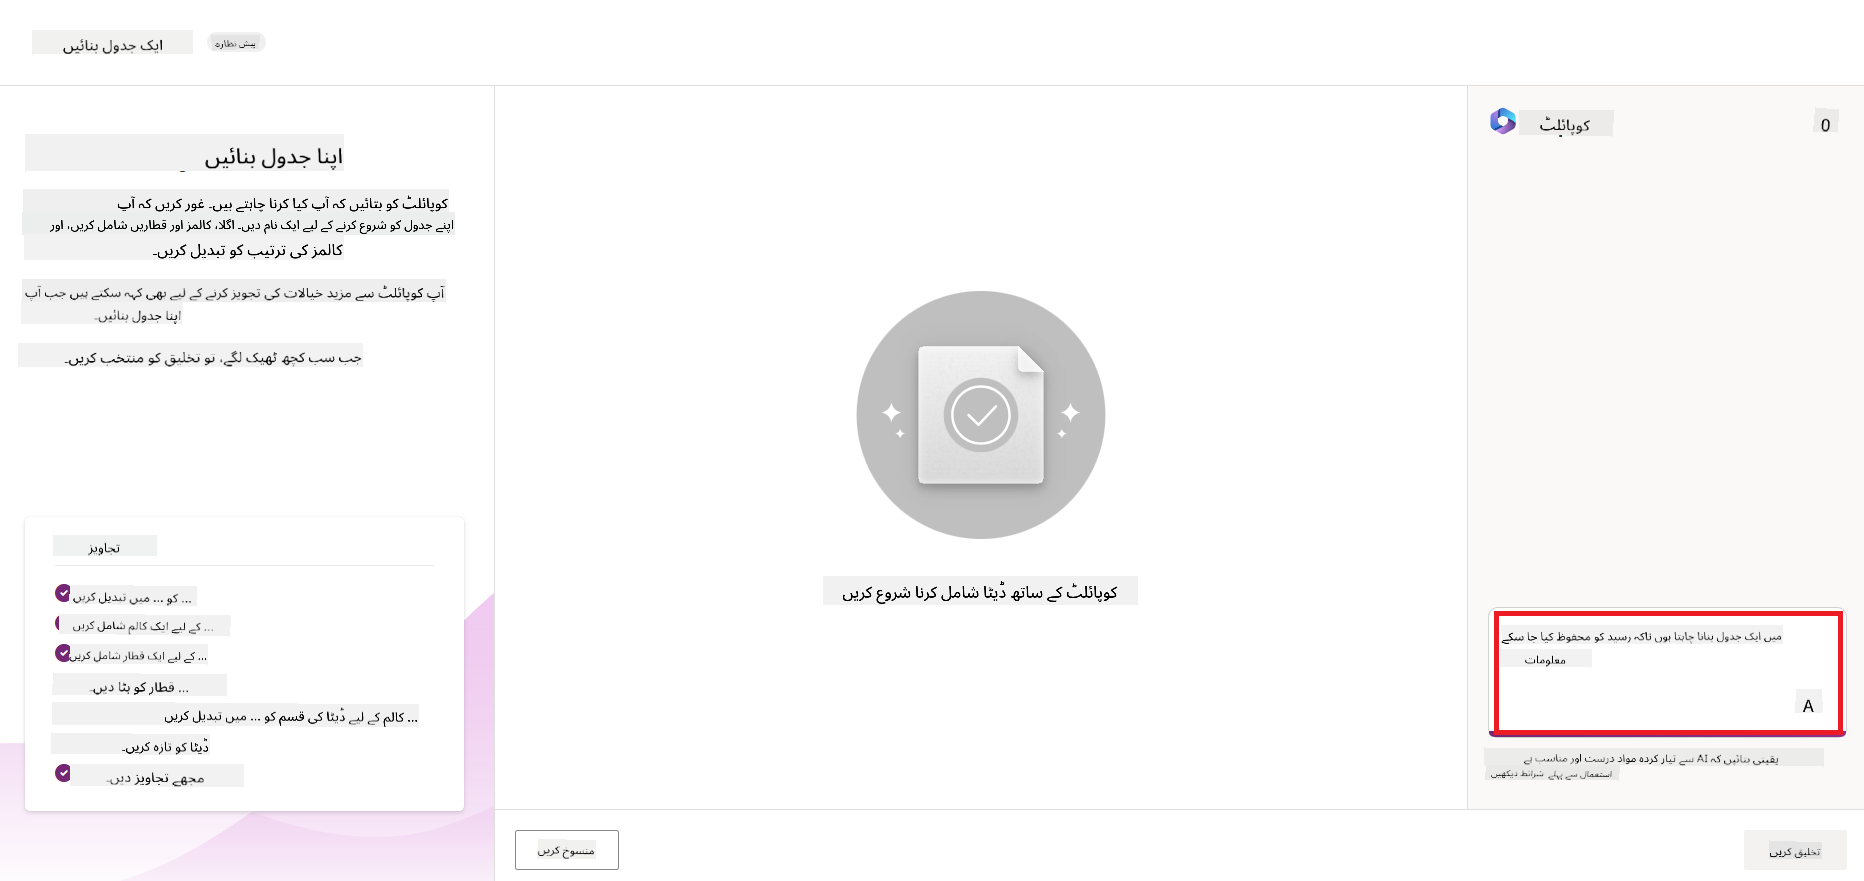 ایک جدول بنائیں
پیش نظارہ
اپنا جدول بنائیں
کوپائلٹ کو بتائیں کہ آپ کیا کرنا چاہتے ہیں۔ غور کریں کہ آپ
اپنے جدول کو شروع کرنے کے لیے ایک نام دیں۔ اگلا، کالمز اور قطاریں شامل کریں، اور
کالمز کی ترتیب کو تبدیل کریں۔
آپ کوپائلٹ سے مزید خیالات کی تجویز کرنے کے لیے بھی کہہ سکتے ہیں جب آپ
اپنا جدول بنائیں۔
جب سب کچھ ٹھیک لگے، تو تخلیق کو منتخب کریں۔
تجاویز
... کو ... میں تبدیل کریں
... کے لیے ایک کالم شامل کریں
... کے لیے ایک قطار شامل کریں
... قطار کو ہٹا دیں۔
... کالم کے لیے ڈیٹا کی قسم کو ... میں تبدیل کریں
ڈیٹا کو تازہ کریں۔
مجھے تجاویز دیں۔
کوپائلٹ کے ساتھ ڈیٹا شامل کرنا شروع کریں
منسوخ کریں
کوپائلٹ
0
میں ایک جدول بنانا چاہتا ہوں تاکہ رسید کو محفوظ کیا جا سکے
معلومات
A
یقینی بنائیں کہ AI سے تیار کردہ مواد درست اور مناسب ہے
استعمال سے پہلے شرائط دیکھیں
تخلیق کریں